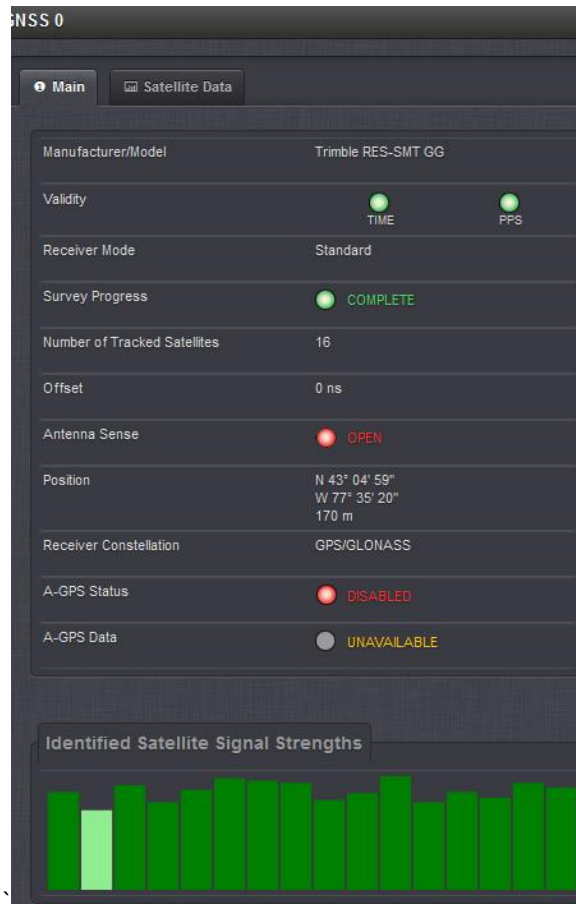 GNSS 0
Main
Satellite Data
Manufacturer/Model Trimble RES-SMT GG
Validity
TIME PPS
Receiver Mode Standard
Survey Progress COMPLETE
Number of Tracked Satellites 16
Offset 0 ns
Antenna Sense OPEN
Position N 43° 04' 59"
W 77° 35' 20"
170 m
Receiver Constellation GPS/GLONASS
A-GPS Status DISABLED
A-GPS Data UNAVAILABLE
Identified Satellite Signal Strengths
`